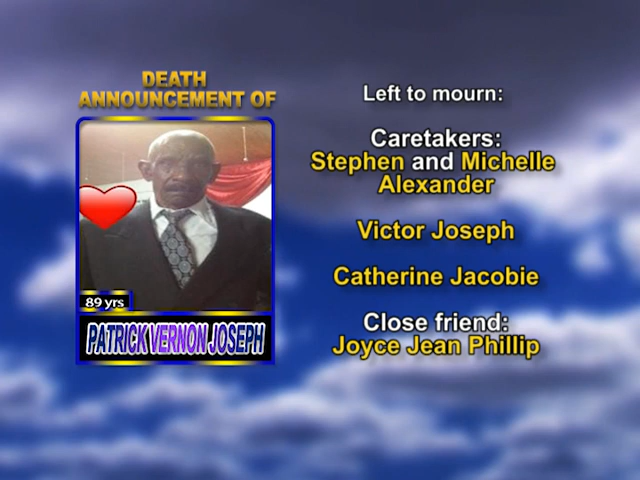 DEATH
ANNOUNCEMENT OF
89 yrs
PATRICK VERNON JOSEPH
Left to mourn:
Caretakers:
Stephen and Michelle
Alexander
Victor Joseph
Catherine Jacobie
Close friend:
Joyce Jean Phillip